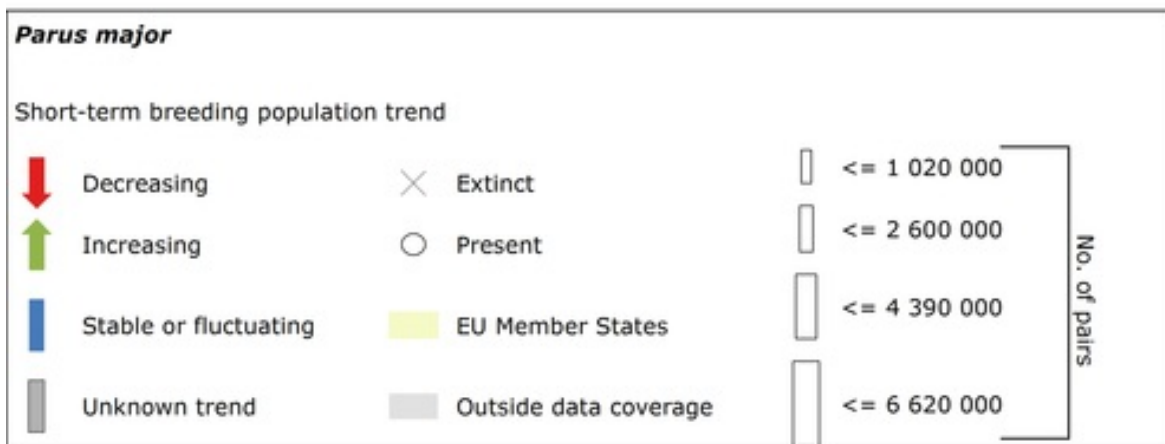 Parus major
Short-term breeding population trend
Decreasing
Extinct
<= 1 020 000
Increasing
Present
<= 2 600 000
Stable or fluctuating
EU Member States
<= 4 390 000
Unknown trend
Outside data coverage
<= 6 620 000
No. of pairs